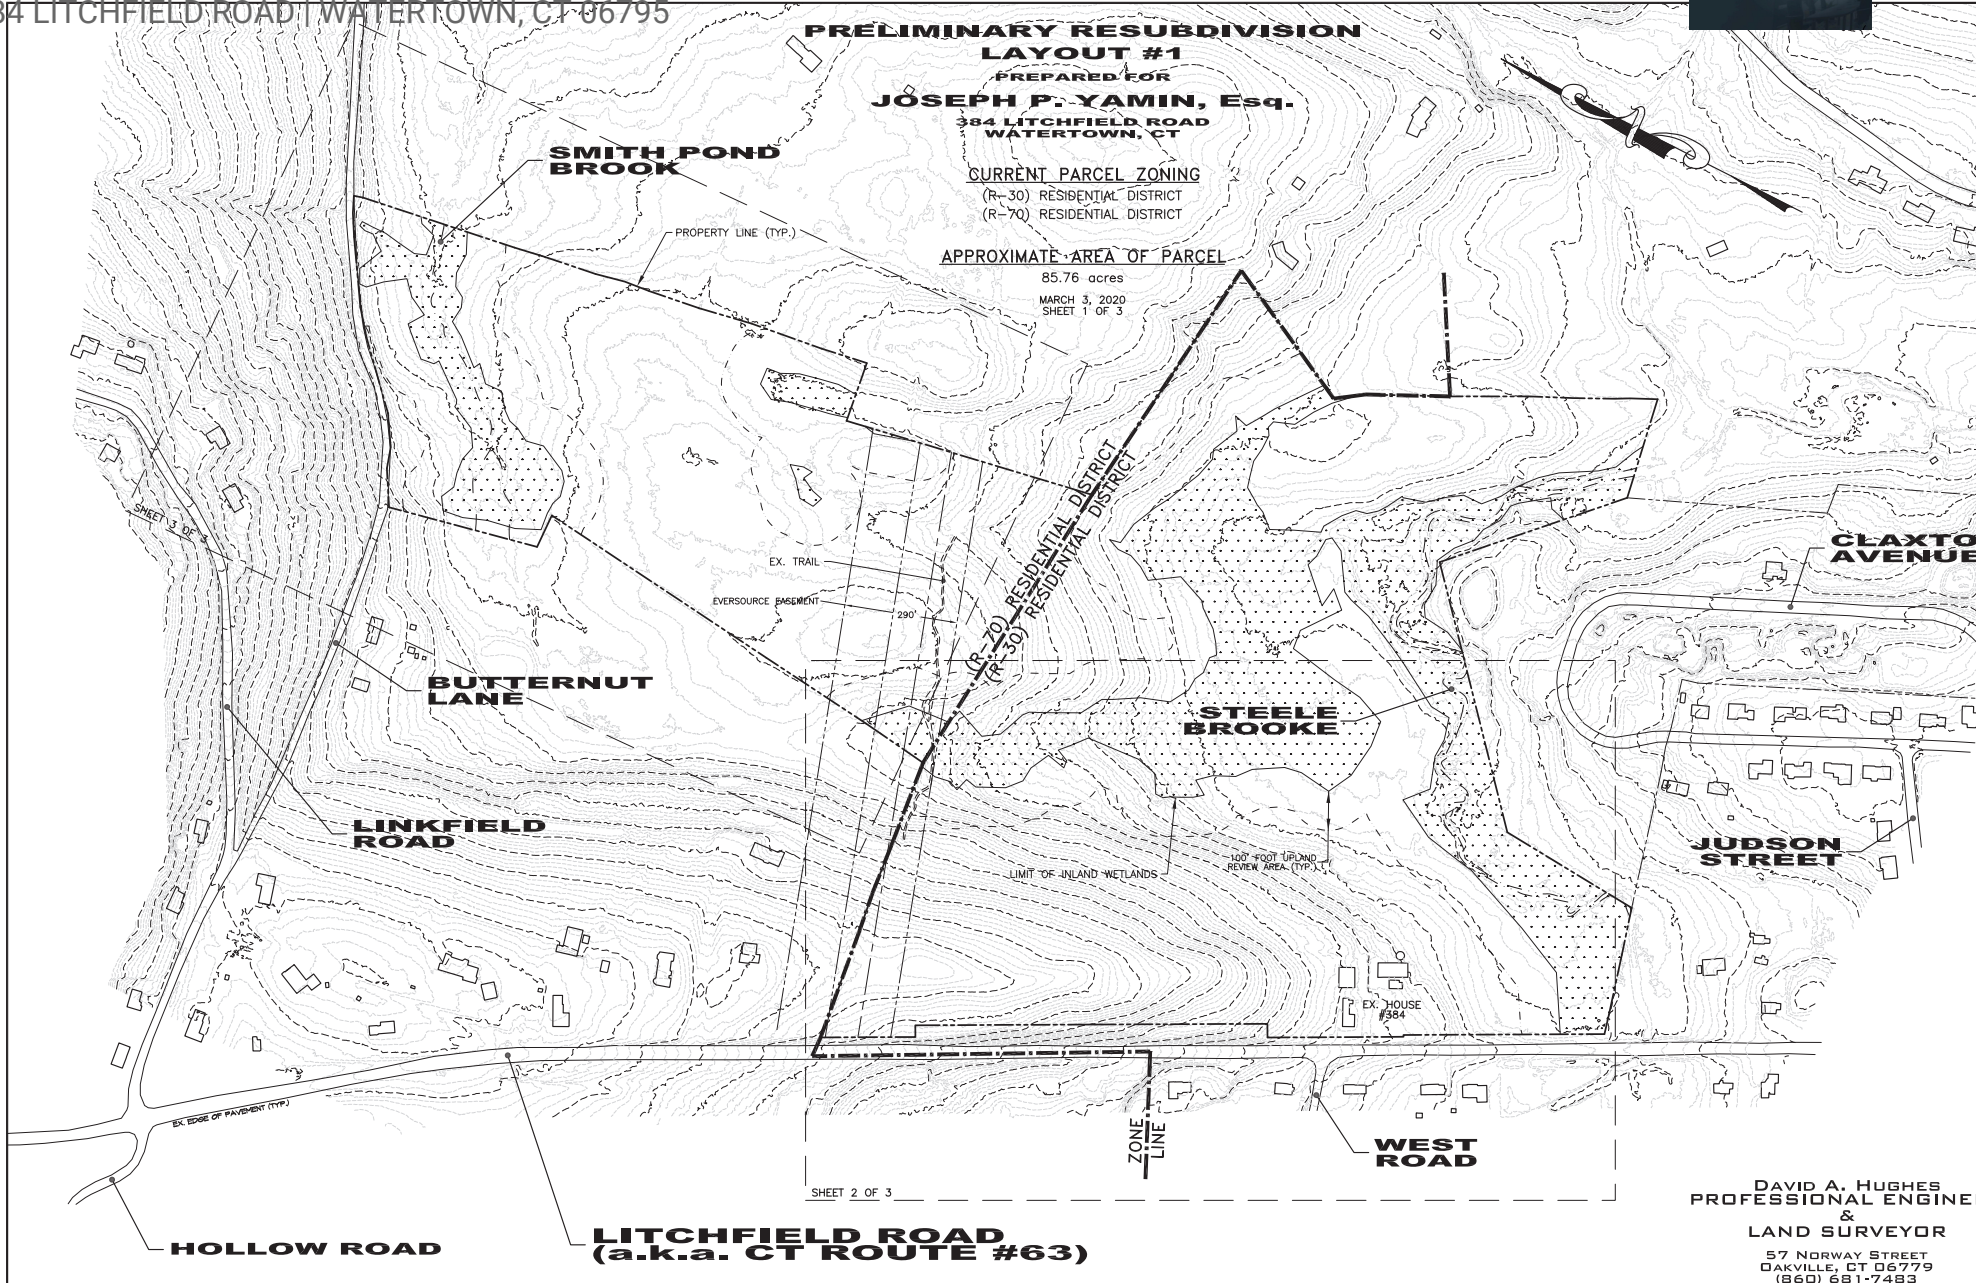 84 LITCHFIELD ROAD | WATERTOWN, CT 06795
PRELIMINARY RESUBDIVISION
LAYOUT #1
PREPARED FOR
JOSEPH P. YAMIN, Esq.
384 LITCHFIELD ROAD
WATERTOWN, CT
CURRENT PARCEL ZONING
(R-30) RESIDENTIAL DISTRICT
(R-70) RESIDENTIAL DISTRICT
APPROXIMATE AREA OF PARCEL
85.76 acres
MARCH 3, 2020
SHEET 1 OF 3
SMITH POND
BROOK
PROPERTY LINE (TYP.)
SHEET 3 OF 3
EX. TRAIL
EVERSOURCE EASEMENT
290'
(R-70) RESIDENTIAL DISTRICT
(R-30) RESIDENTIAL DISTRICT
CLAXTO
AVENUE
BUTTERNUT
LANE
STEELE
BROOKE
LINKFIELD
ROAD
JUDSON
STREET
100' FOOT UPLAND
REVIEW AREA (TYP.)
LIMIT OF INLAND WETLANDS
EX. HOUSE
#384
EX. EDGE OF PAVEMENT (TYP.)
ZONE
LINE
WEST
ROAD
SHEET 2 OF 3
HOLLOW ROAD
LITCHFIELD ROAD
(a.k.a. CT ROUTE #63)
DAVID A. HUGHES
PROFESSIONAL ENGINE
&
LAND SURVEYOR
57 NORWAY STREET
OAKVILLE, CT 06779
(860) 681-7483